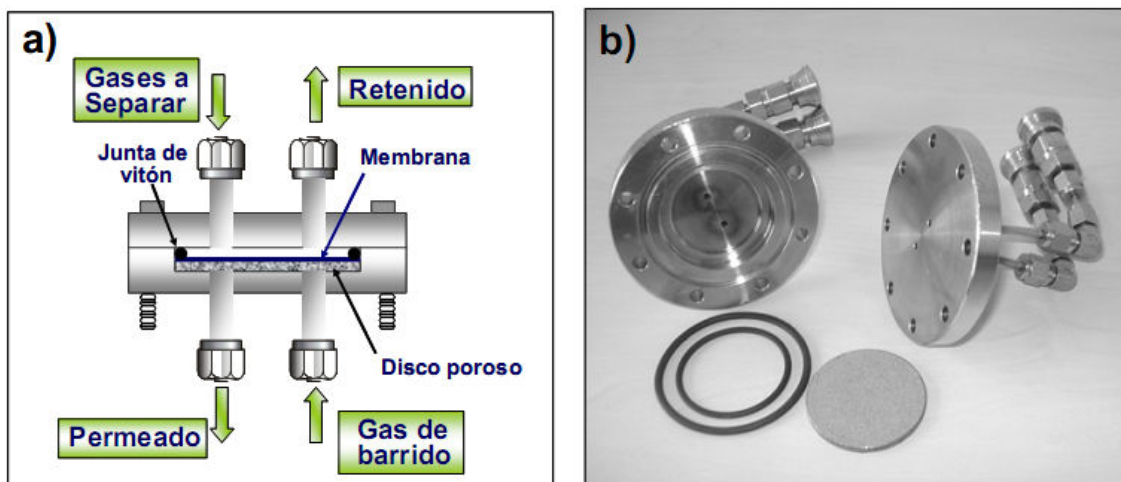 a)
Gases a
Separar
Retenido
Junta de
vitón
Membrana
Disco poroso
Permeado
Gas de
barrido
b)